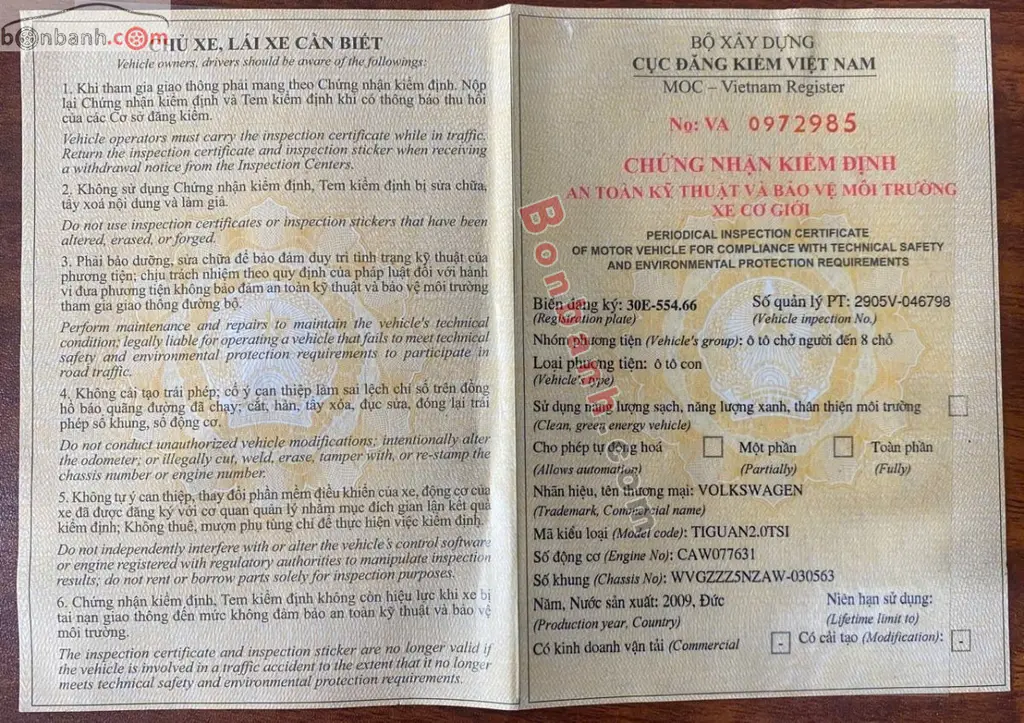 bonbanh.com
CHỦ XE, LÁI XE CẦN BIẾT
Vehicle owners, drivers should be aware of the followings:
1. Khi tham gia giao thông phải mang theo Chứng nhận kiểm định. Nộp
lại Chứng nhận kiểm định và Tem kiểm định khi có thông báo thu hồi
của các Cơ sở đăng kiểm.
Vehicle operators must carry the inspection certificate while in traffic.
Return the inspection certificate and inspection sticker when receiving
a withdrawal notice from the Inspection Centers.
2. Không sử dụng Chứng nhận kiểm định, Tem kiểm định bị sửa chữa,
tẩy xoá nội dung và làm giả.
Do not use inspection certificates or inspection stickers that have been
altered, erased, or forged.
3. Phải bảo dưỡng, sửa chữa để bảo đảm duy trì tình trạng kỹ thuật của
phương tiện; chịu trách nhiệm theo quy định của pháp luật đối với hành
vi đưa phương tiện không bảo đảm an toàn kỹ thuật và bảo vệ môi trường
tham gia giao thông đường bộ.
Perform maintenance and repairs to maintain the vehicle's technical
condition; legally liable for operating a vehicle that fails to meet technical
safety and environmental protection requirements to participate in
road traffic.
4. Không cải tạo trái phép; cố ý can thiệp làm sai lệch chỉ số trên đồng
hồ báo quãng đường đã chạy; cắt, hàn, tẩy xóa, đục sửa, đóng lại trái
phép số khung, số động cơ.
Do not conduct unauthorized vehicle modifications; intentionally alter
the odometer; or illegally cut, weld, erase, tamper with, or re-stamp the
chassis number or engine number.
5. Không tự ý can thiệp, thay đổi phần mềm điều khiển của xe, động cơ của
xe đã được đăng ký với cơ quan quản lý nhằm mục đích gian lận kết quả
kiểm định; Không thuê, mượn phụ tùng chỉ để thực hiện việc kiểm định.
Do not independently interfere with or alter the vehicle's control software
or engine registered with regulatory authorities to manipulate inspection
results; do not rent or borrow parts solely for inspection purposes.
6. Chứng nhận kiểm định, Tem kiểm định không còn hiệu lực khi xe bị
tai nạn giao thông đến mức không đảm bảo an toàn kỹ thuật và bảo vệ
môi trường.
The inspection certificate and inspection sticker are no longer valid if
the vehicle is involved in a traffic accident to the extent that it no longer
meets technical safety and environmental protection requirements.
BỘ XÂY DỰNG
CỤC ĐĂNG KIỂM VIỆT NAM
MOC – Vietnam Register
No: VA 0972985
CHỨNG NHẬN KIỂM ĐỊNH
AN TOÀN KỸ THUẬT VÀ BẢO VỆ MÔI TRƯỜNG
XE CƠ GIỚI
PERIODICAL INSPECTION CERTIFICATE
OF MOTOR VEHICLE FOR COMPLIANCE WITH TECHNICAL SAFETY
AND ENVIRONMENTAL PROTECTION REQUIREMENTS
Biển đăng ký: 30E-554.66 Số quản lý PT: 2905V-046798
(Registration plate) (Vehicle inspection No.)
Nhóm phương tiện (Vehicle's group): ô tô chở người đến 8 chỗ
Loại phương tiện: ô tô con
(Vehicle's type)
Sử dụng năng lượng sạch, năng lượng xanh, thân thiện môi trường
(Clean, green energy vehicle)
Cho phép tự động hoá Một phần Toàn phần
(Allows automation) (Partially) (Fully)
Nhãn hiệu, tên thương mại: VOLKSWAGEN
(Trademark, Commercial name)
Mã kiểu loại (Model code): TIGUAN2.0TSI
Số động cơ (Engine No): CAW077631
Số khung (Chassis No): WVGZZZ5NZAW-030563
Năm, Nước sản xuất: 2009, Đức Niên hạn sử dụng:
(Production year, Country) (Lifetime limit to)
Có kinh doanh vận tải (Commercial - Có cải tạo (Modification): -
Bonbanh.com